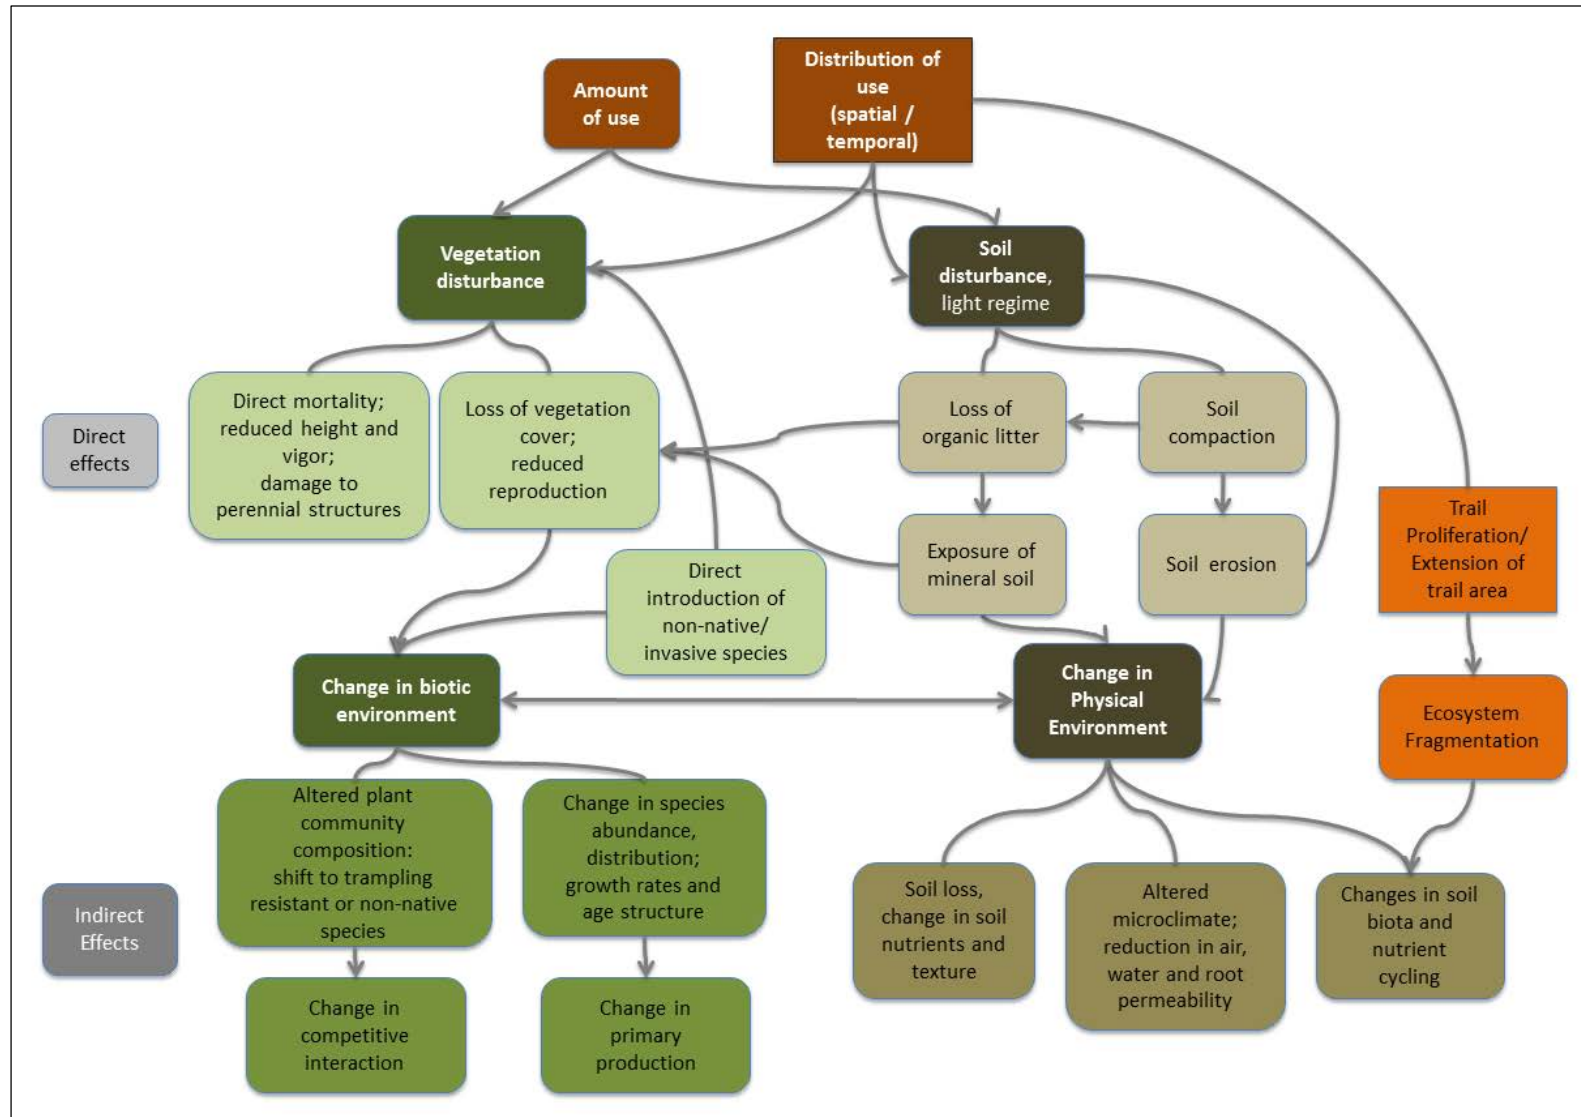 Amount
of use
Distribution of
use
(spatial /
temporal)
Vegetation
disturbance
Soil
disturbance,
light regime
Direct
effects
Direct mortality;
reduced height and
vigor;
damage to
perennial structures
Loss of vegetation
cover;
reduced
reproduction
Loss of
organic litter
Soil
compaction
Direct
introduction of
non-native/
invasive species
Exposure of
mineral soil
Soil erosion
Trail
Proliferation/
Extension of
trail area
Change in biotic
environment
Change in
Physical
Environment
Ecosystem
Fragmentation
Indirect
Effects
Altered plant
community
composition:
shift to trampling
resistant or non-native
species
Change in species
abundance,
distribution;
growth rates and
age structure
Soil loss,
change in soil
nutrients and
texture
Altered
microclimate;
reduction in air,
water and root
permeability
Changes in soil
biota and
nutrient
cycling
Change in
competitive
interaction
Change in
primary
production